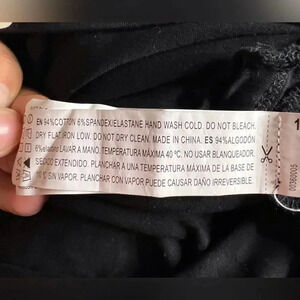 EN 94%COTTON 6%SPANDEX/ELASTANE HAND WASH COLD. DO NOT BLEACH.
DRY FLAT.IRON LOW. DO NOT DRY CLEAN. MADE IN CHINA. ES 94%ALGODÓN
6%elastano LAVAR A MANO. TEMPERATURA MÁXIMA 40 ºC. NO USAR BLANQUEADOR.
SECADO EXTENDIDO. PLANCHAR A UNA TEMPERATURA MÁXIMA DE LA BASE DE
110 ºC SIN VAPOR. PLANCHAR CON VAPOR PUEDE CAUSAR DAÑO IRREVERSIBLE.